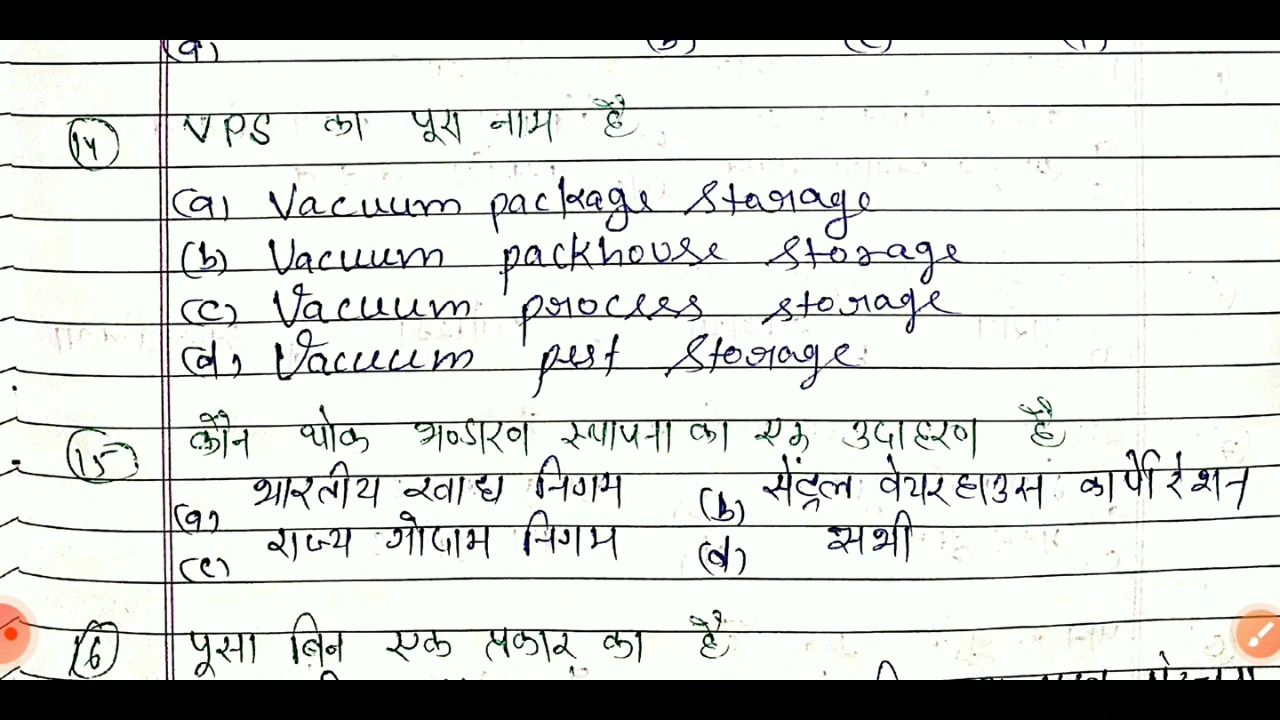 (14) VPS का पूरा नाम है
(a) Vacuum package starage
(b) Vacuum packhouse storage
(c) Vacuum process storage
(d) Vacuum pest storage
(15) कौन थोक भण्डारण स्थापना का एक उदाहरण है
(a) भारतीय खाद्य निगम (b) सेंट्रल वेयरहाउस कार्पोरेशन
(c) राज्य गोदाम निगम (d) सभी
(16) पूसा बिन एक प्रकार का है